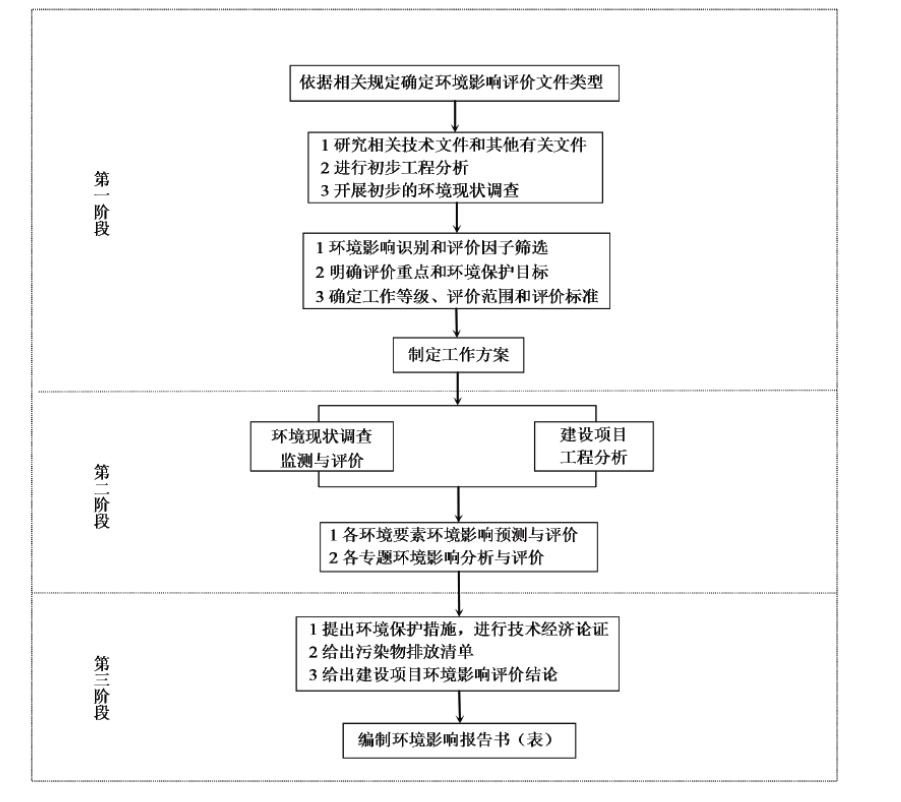 依据相关规定确定环境影响评价文件类型
1 研究相关技术文件和其他有关文件
2 进行初步工程分析
3 开展初步的环境现状调查
第一阶段
1 环境影响识别和评价因子筛选
2 明确评价重点和环境保护目标
3 确定工作等级、评价范围和评价标准
制定工作方案
环境现状调查
监测与评价
建设项目
工程分析
第二阶段
1 各环境要素环境影响预测与评价
2 各专题环境影响分析与评价
1 提出环境保护措施，进行技术经济论证
2 给出污染物排放清单
3 给出建设项目环境影响评价结论
第三阶段
编制环境影响报告书（表）